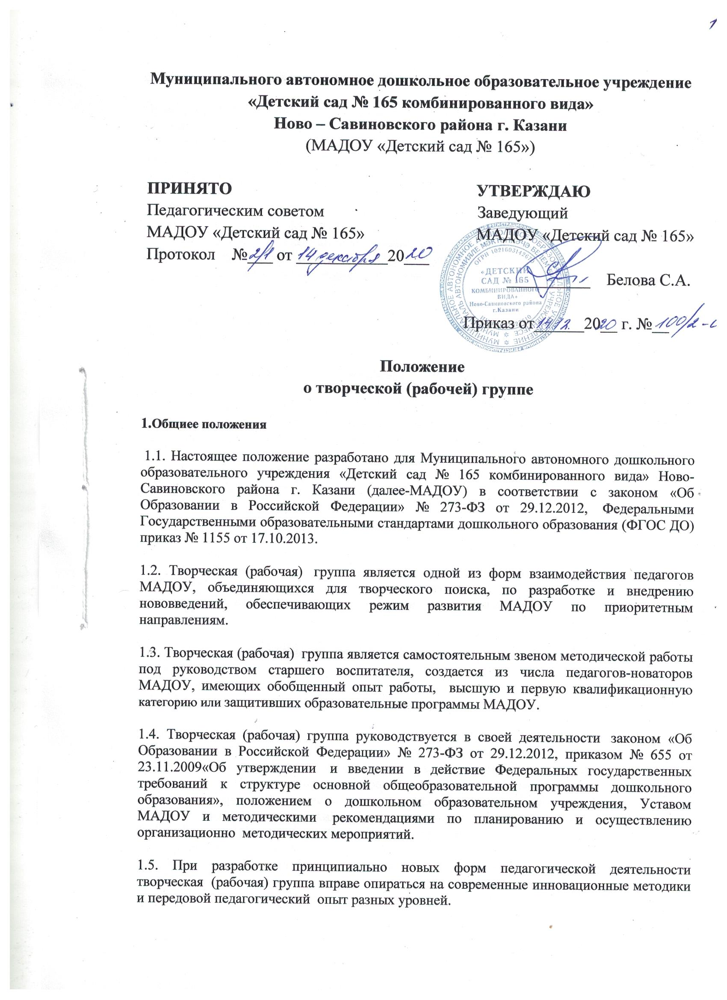 1
Муниципального автономное дошкольное образовательное учреждение
«Детский сад № 165 комбинированного вида»
Ново – Савиновского района г. Казани
(МАДОУ «Детский сад № 165»)
ПРИНЯТО
Педагогическим советом
МАДОУ «Детский сад № 165»
Протокол №2/1 от 14 декабря 2020
УТВЕРЖДАЮ
Заведующий
МАДОУ «Детский сад № 165»
Белова С.А.
Приказ от 14.12. 2020 г. № 100/2-
«ДЕТСКИЙ
САД № 165
КОМБИНИРОВАННОГО
ВИДА»
Ново-Савиновского района
г.Казани
Положение
о творческой (рабочей) группе
1.Общиее положения
1.1. Настоящее положение разработано для Муниципального автономного дошкольного
образовательного учреждения «Детский сад № 165 комбинированного вида» Ново-
Савиновского района г. Казани (далее-МАДОУ) в соответствии с законом «Об
Образовании в Российской Федерации» № 273-ФЗ от 29.12.2012, Федеральными
Государственными образовательными стандартами дошкольного образования (ФГОС ДО)
приказ № 1155 от 17.10.2013.
1.2. Творческая (рабочая) группа является одной из форм взаимодействия педагогов
МАДОУ, объединяющихся для творческого поиска, по разработке и внедрению
нововведений, обеспечивающих режим развития МАДОУ по приоритетным
направлениям.
1.3. Творческая (рабочая) группа является самостоятельным звеном методической работы
под руководством старшего воспитателя, создается из числа педагогов-новаторов
МАДОУ, имеющих обобщенный опыт работы, высшую и первую квалификационную
категорию или защитивших образовательные программы МАДОУ.
1.4. Творческая (рабочая) группа руководствуется в своей деятельности законом «Об
Образовании в Российской Федерации» № 273-ФЗ от 29.12.2012, приказом № 655 от
23.11.2009«Об утверждении и введении в действие Федеральных государственных
требований к структуре основной общеобразовательной программы дошкольного
образования», положением о дошкольном образовательном учреждения, Уставом
МАДОУ и методическими рекомендациями по планированию и осуществлению
организационно методических мероприятий.
1.5. При разработке принципиально новых форм педагогической деятельности
творческая (рабочая) группа вправе опираться на современные инновационные методики
и передовой педагогический опыт разных уровней.